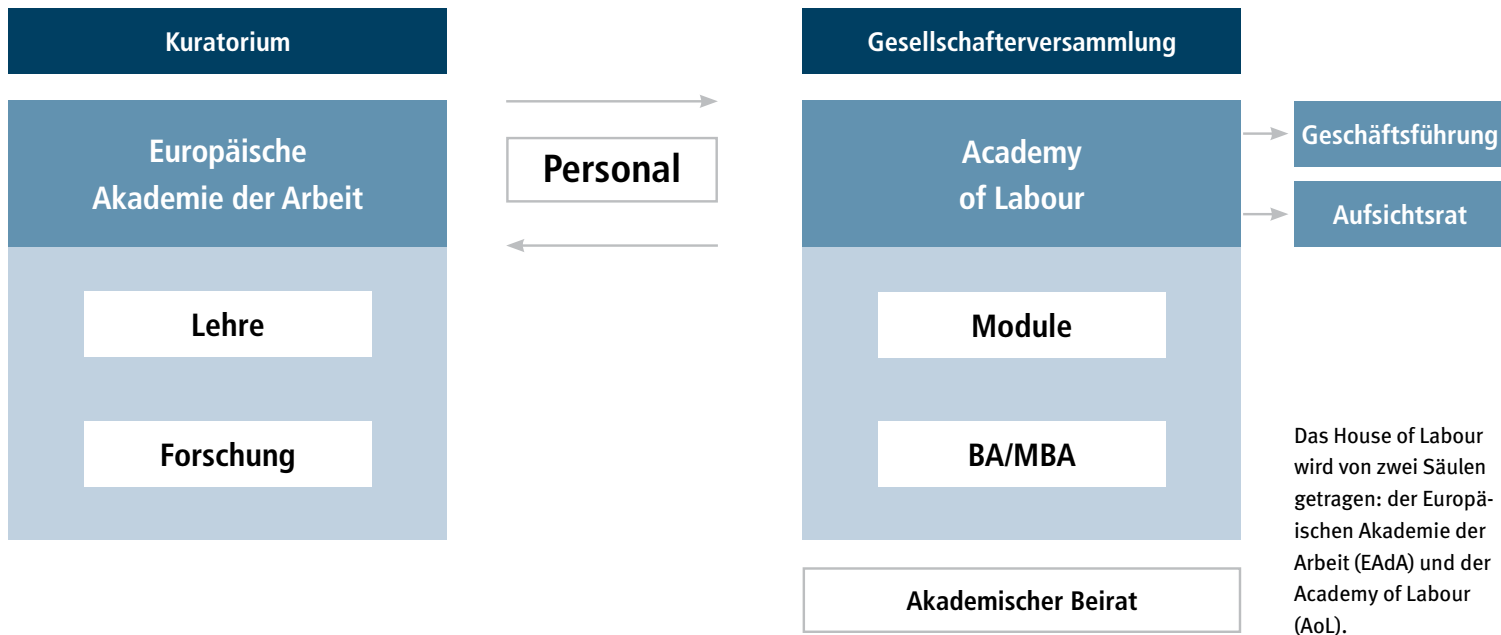 Kuratorium
Europäische
Akademie der Arbeit
Lehre
Forschung
Personal
Gesellschafterversammlung
Academy
of Labour
Module
BA/MBA
Akademischer Beirat
Geschäftsführung
Aufsichtsrat
Das House of Labour
wird von zwei Säulen
getragen: der Europä-
ischen Akademie der
Arbeit (EAdA) und der
Academy of Labour
(AoL).